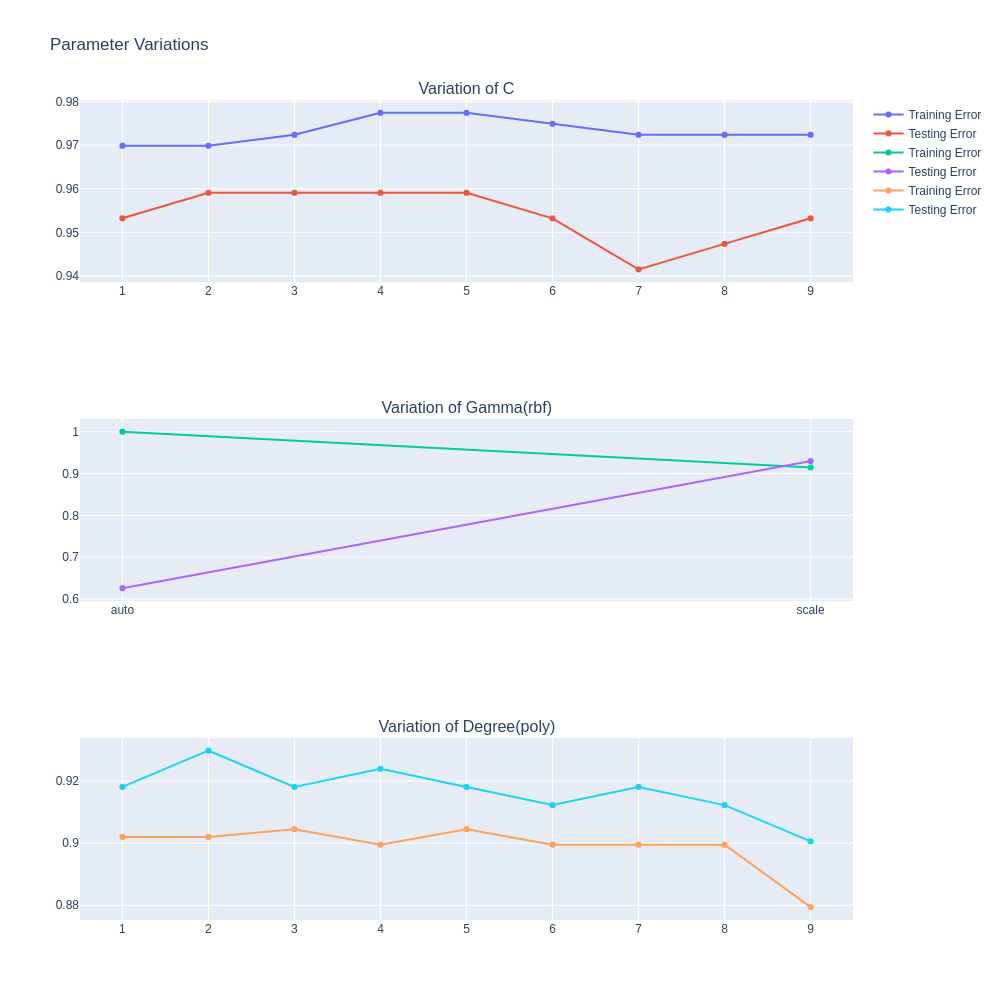 Parameter Variations
Variation of C
0.98
0.97
0.96
0.95
0.94
1 2 3 4 5 6 7 8 9
Training Error
Testing Error
Training Error
Testing Error
Training Error
Testing Error
Variation of Gamma(rbf)
1
0.9
0.8
0.7
0.6
auto scale
Variation of Degree(poly)
0.92
0.9
0.88
1 2 3 4 5 6 7 8 9